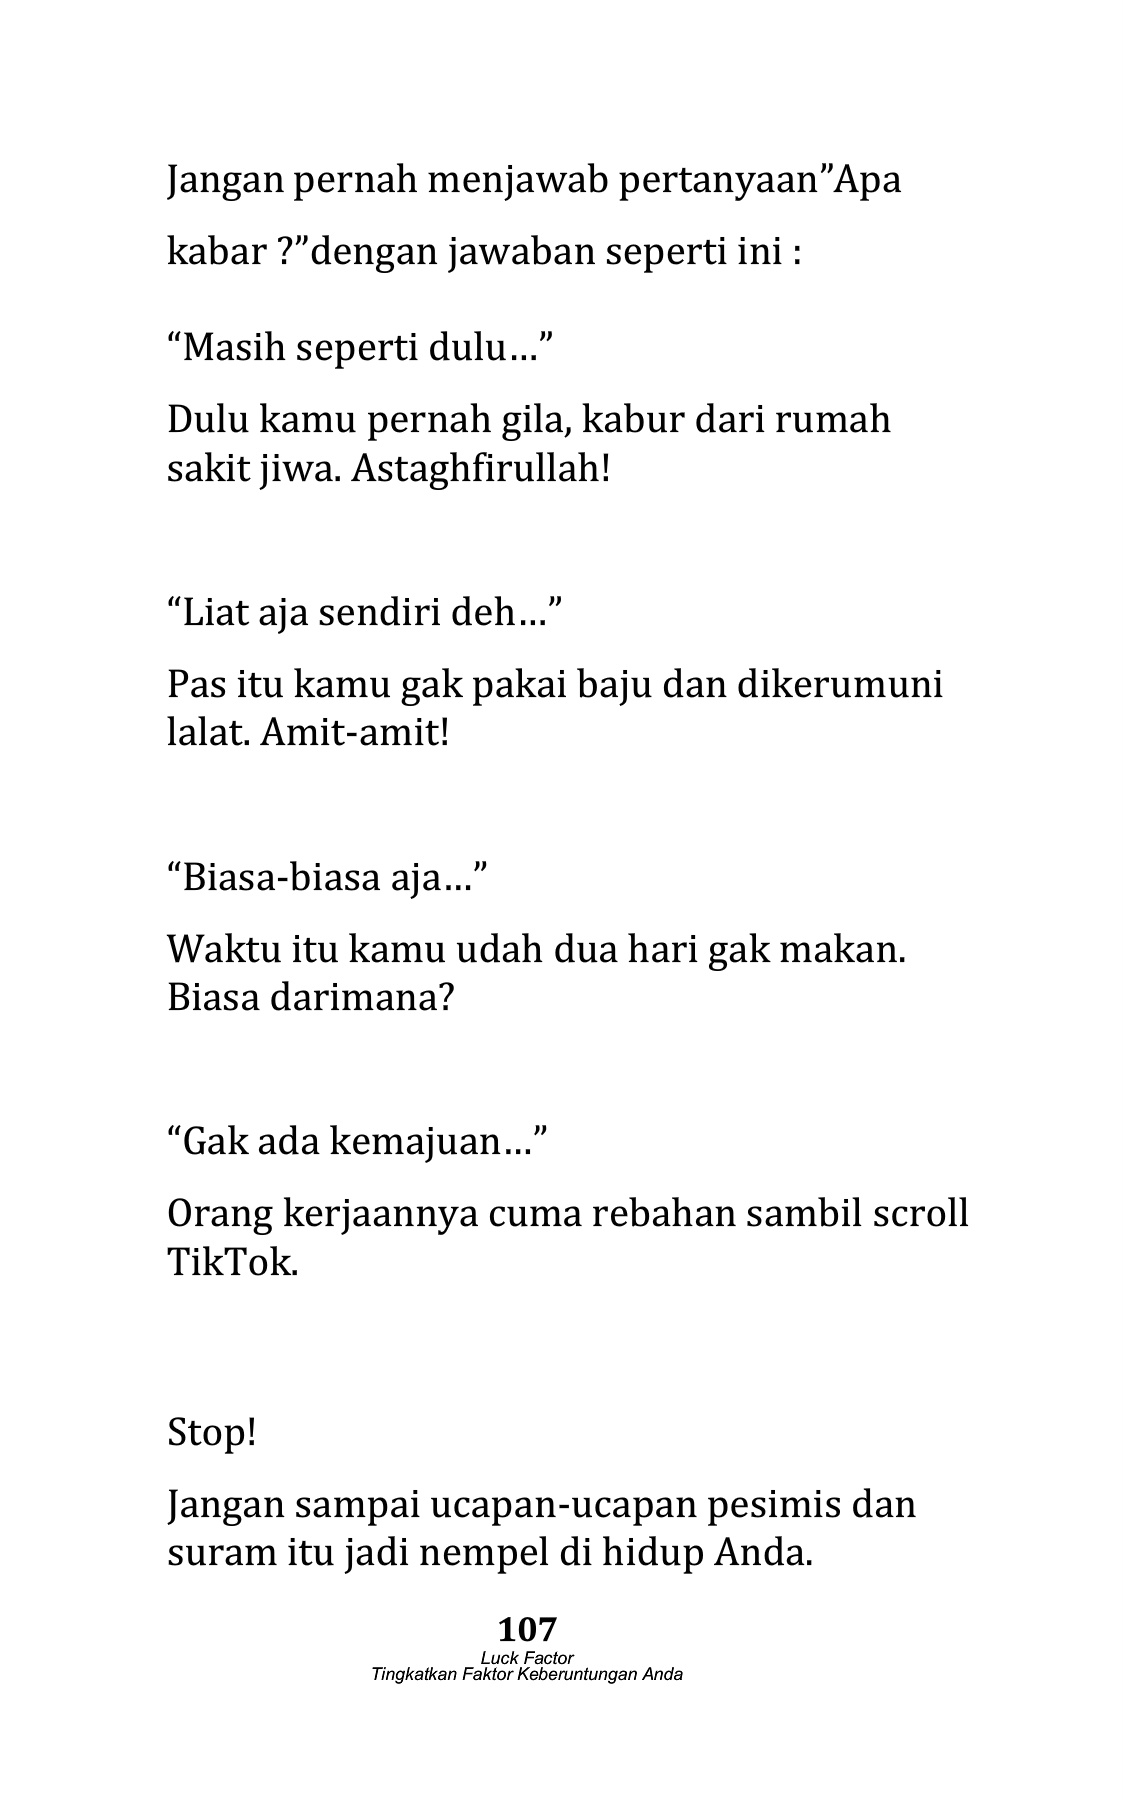 Jangan pernah menjawab pertanyaan”Apa
kabar ?”dengan jawaban seperti ini :
“Masih seperti dulu…”
Dulu kamu pernah gila, kabur dari rumah
sakit jiwa. Astaghfirullah!
“Liat aja sendiri deh…”
Pas itu kamu gak pakai baju dan dikerumuni
lalat. Amit-amit!
“Biasa-biasa aja…”
Waktu itu kamu udah dua hari gak makan.
Biasa darimana?
“Gak ada kemajuan…”
Orang kerjaannya cuma rebahan sambil scroll
TikTok.
Stop!
Jangan sampai ucapan-ucapan pesimis dan
suram itu jadi nempel di hidup Anda.
107
Luck Factor
Tingkatkan Faktor Keberuntungan Anda